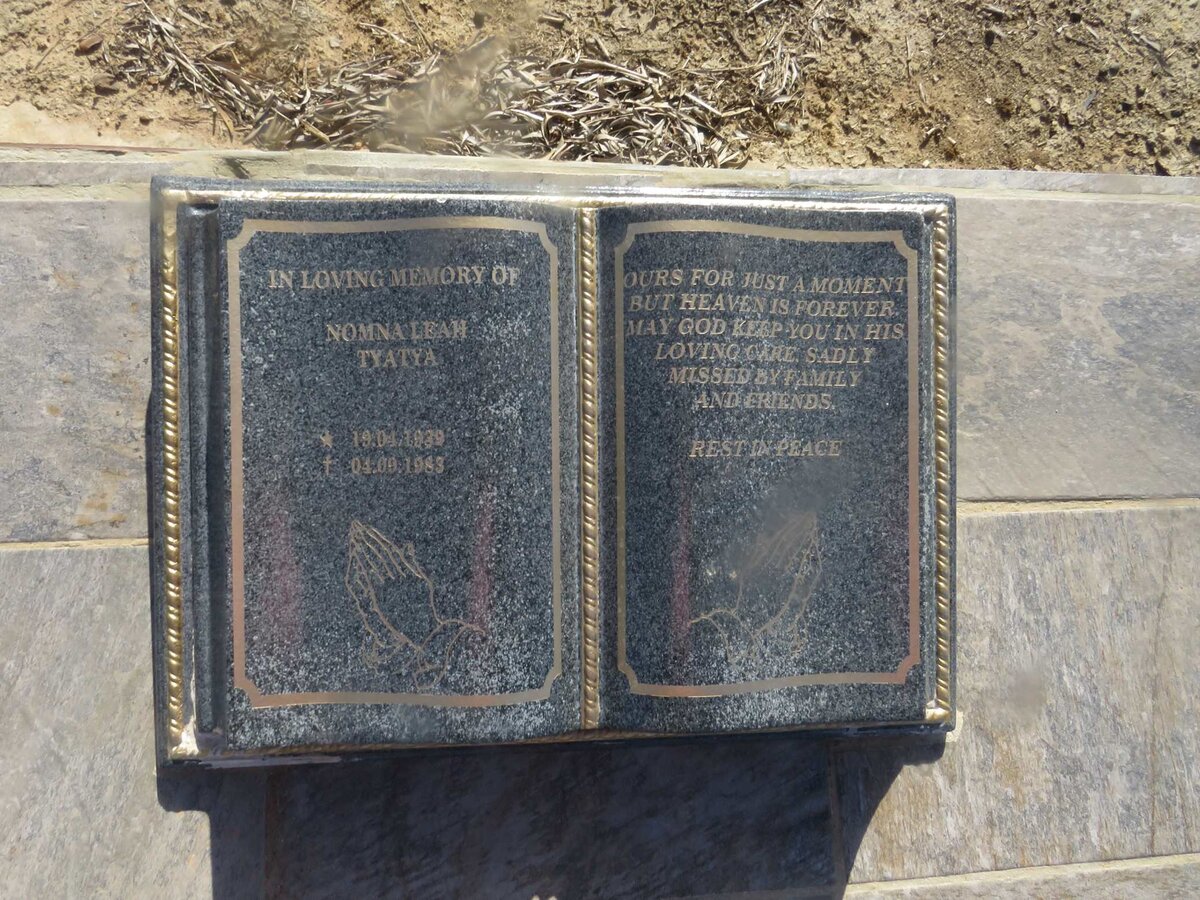 IN LOVING MEMORY OF
NOMNA LEAH
TYATYA
★ 19.04.1939
† 04.09.1983
OURS FOR JUST A MOMENT
BUT HEAVEN IS FOREVER.
MAY GOD KEEP YOU IN HIS
LOVING CARE. SADLY
MISSED BY FAMILY
AND FRIENDS.
REST IN PEACE